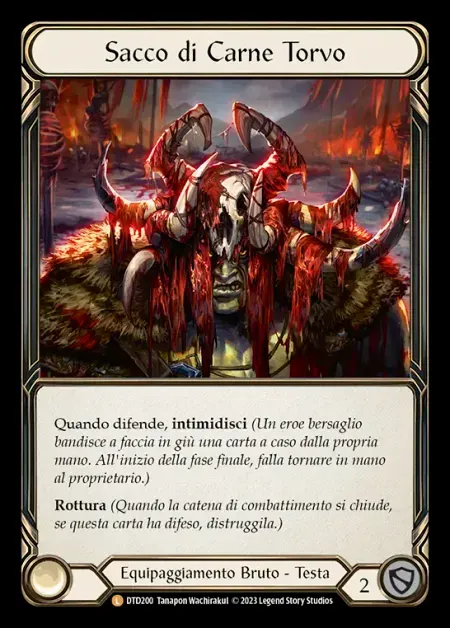 Sacco di Carne Torvo
Quando difende, intimidisci (Un eroe bersaglio
bandisce a faccia in giù una carta a caso dalla propria
mano. All'inizio della fase finale, falla tornare in mano
al proprietario.)
Rottura (Quando la catena di combattimento si chiude,
se questa carta ha difeso, distruggila.)
Equipaggiamento Bruto - Testa
2
L DTD200 Tanapon Wachirakul © 2023 Legend Story Studios